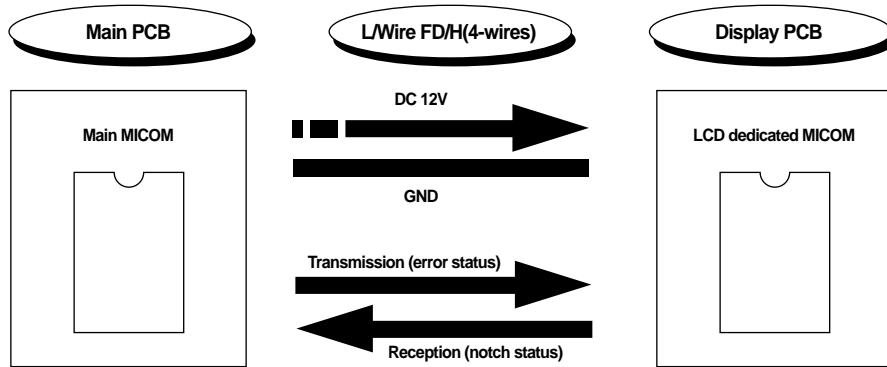 Main PCB
L/Wire FD/H(4-wires)
Display PCB
DC 12V
Main MICOM
LCD dedicated MICOM
GND
Transmission (error status)
Reception (notch status)